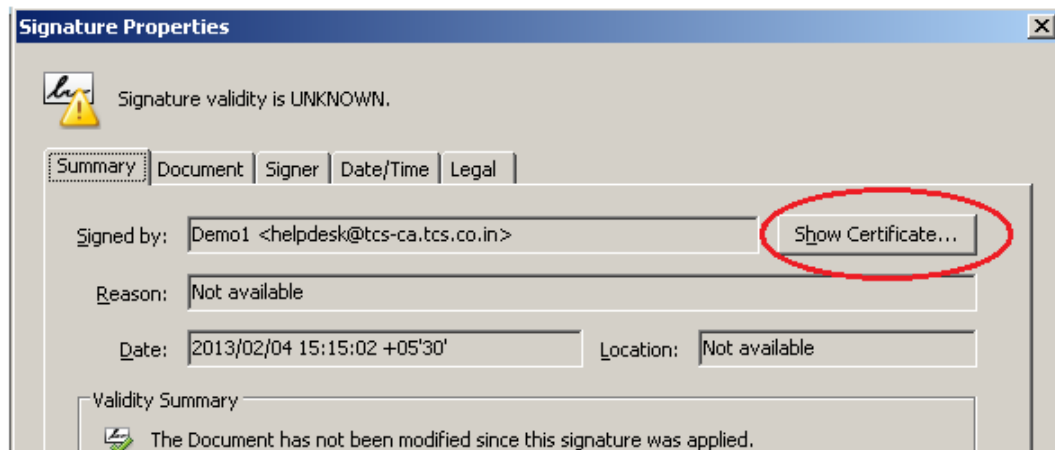 Signature Properties
Signature validity is UNKNOWN.
Summary Document Signer Date/Time Legal
Signed by: Demo1 <helpdesk@tcs-ca.tcs.co.in> Show Certificate...
Reason: Not available
Date: 2013/02/04 15:15:02 +05'30' Location: Not available
Validity Summary
The Document has not been modified since this signature was applied.